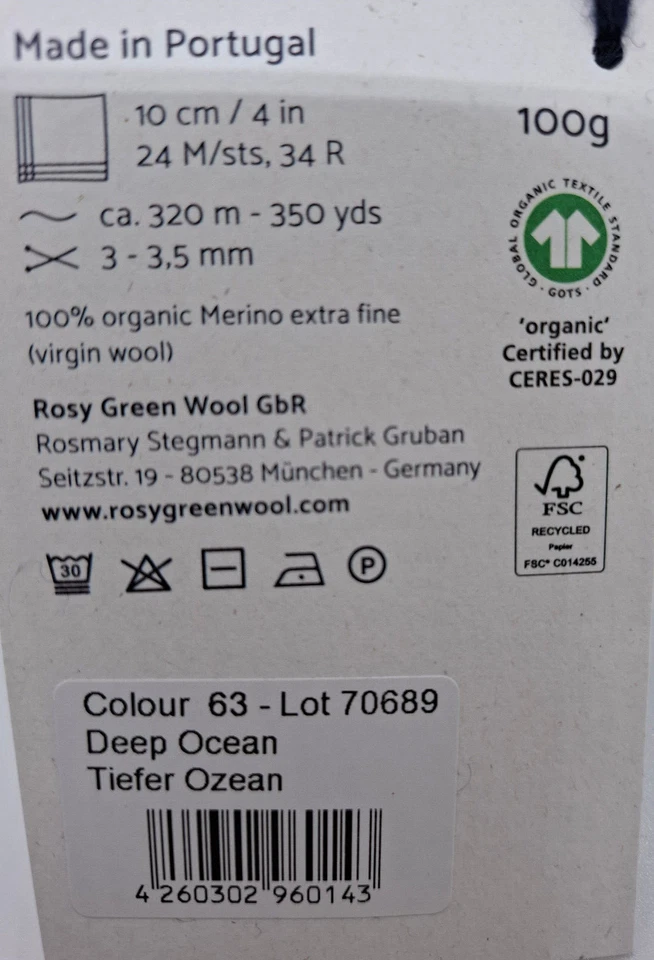 Made in Portugal
10 cm / 4 in
24 M/sts, 34 R
100g
ca. 320 m - 350 yds
3 - 3,5 mm
GLOBAL ORGANIC TEXTILE STANDARD · GOTS ·
100% organic Merino extra fine
(virgin wool)
'organic'
Certified by
CERES-029
Rosy Green Wool GbR
Rosmary Stegmann & Patrick Gruban
Seitzstr. 19 - 80538 München - Germany
www.rosygreenwool.com
FSC
RECYCLED
Papier
FSC® C014255
30
P
Colour 63 - Lot 70689
Deep Ocean
Tiefer Ozean
4 260302 960143